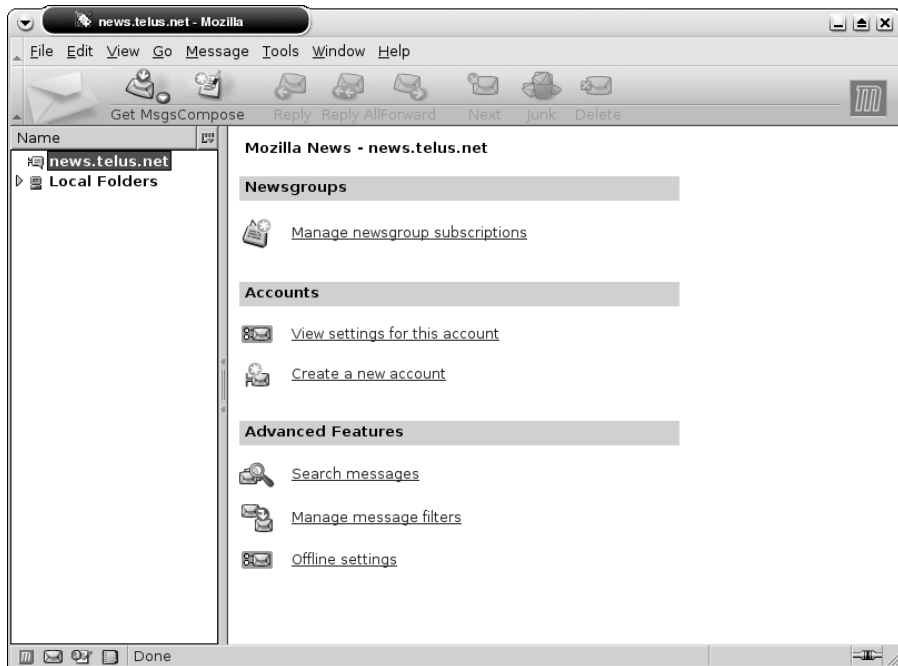 news.telus.net - Mozilla
File Edit View Go Message Tools Window Help
Get Msgs Compose Reply Reply All Forward Next Junk Delete
Name
news.telus.net
Local Folders
Mozilla News - news.telus.net
Newsgroups
Manage newsgroup subscriptions
Accounts
View settings for this account
Create a new account
Advanced Features
Search messages
Manage message filters
Offline settings
Done